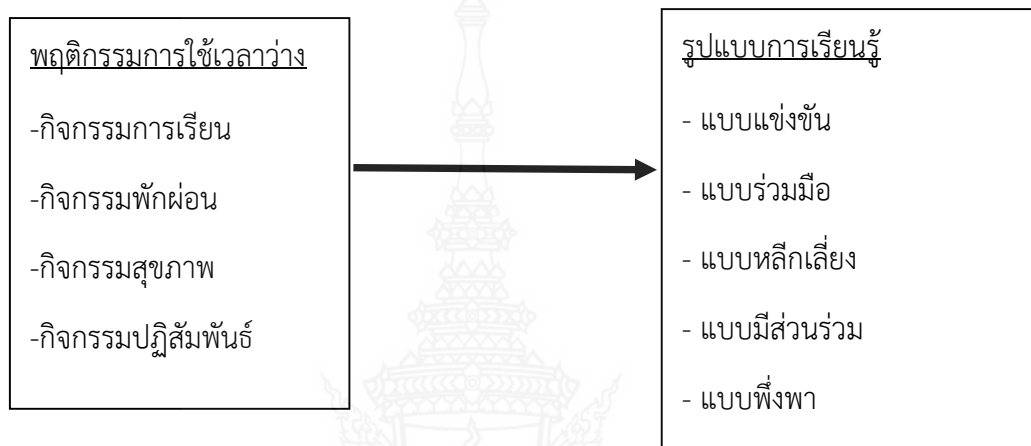 พฤติกรรมการใช้เวลาว่าง
-กิจกรรมการเรียน
-กิจกรรมพักผ่อน
-กิจกรรมสุขภาพ
-กิจกรรมปฏิสัมพันธ์
รูปแบบการเรียนรู้
- แบบแข่งขัน
- แบบร่วมมือ
- แบบหลีกเลี่ยง
- แบบมีส่วนร่วม
- แบบพึ่งพา